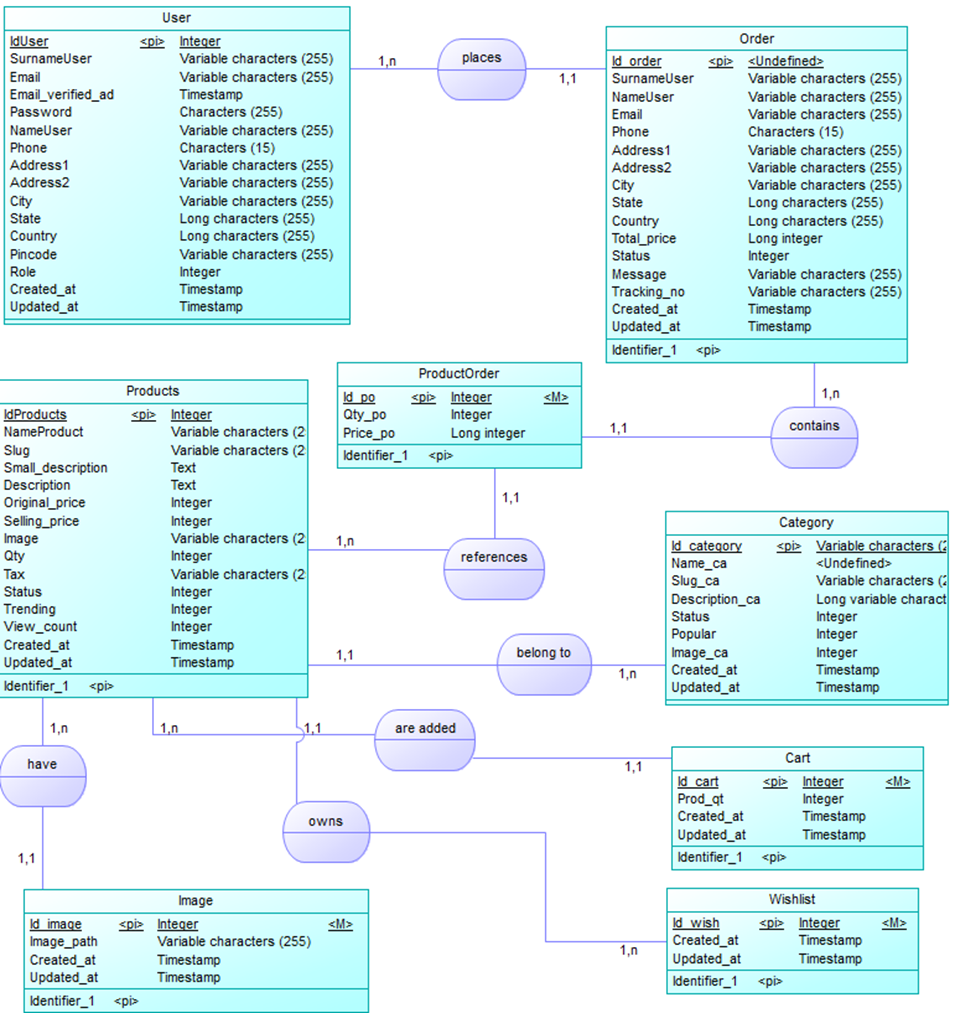 User
IdUser <pi> Integer
SurnameUser Variable characters (255)
Email Variable characters (255)
Email_verified_ad Timestamp
Password Characters (255)
NameUser Variable characters (255)
Phone Characters (15)
Address1 Variable characters (255)
Address2 Variable characters (255)
City Variable characters (255)
State Long characters (255)
Country Long characters (255)
Pincode Variable characters (255)
Role Integer
Created_at Timestamp
Updated_at Timestamp
1,n
places
1,1
Order
Id_order <pi> <Undefined>
SurnameUser Variable characters (255)
NameUser Variable characters (255)
Email Variable characters (255)
Phone Characters (15)
Address1 Variable characters (255)
Address2 Variable characters (255)
City Variable characters (255)
State Long characters (255)
Country Long characters (255)
Total_price Long integer
Status Integer
Message Variable characters (255)
Tracking_no Variable characters (255)
Created_at Timestamp
Updated_at Timestamp
Identifier_1 <pi>
1,n
contains
1,1
ProductOrder
Id_po <pi> Integer <M>
Qty_po Integer
Price_po Long integer
Identifier_1 <pi>
1,1
references
1,n
Products
IdProducts <pi> Integer
NameProduct Variable characters (2
Slug Variable characters (2
Small_description Text
Description Text
Original_price Integer
Selling_price Integer
Image Variable characters (2
Qty Integer
Tax Variable characters (2
Status Integer
Trending Integer
View_count Integer
Created_at Timestamp
Updated_at Timestamp
Identifier_1 <pi>
1,1
belong to
1,n
Category
Id_category <pi> Variable characters (2
Name_ca <Undefined>
Slug_ca Variable characters (2
Description_ca Long variable charact
Status Integer
Popular Integer
Image_ca Integer
Created_at Timestamp
Updated_at Timestamp
1,n
have
1,1
1,n
are added
1,1
Cart
Id_cart <pi> Integer <M>
Prod_qt Integer
Created_at Timestamp
Updated_at Timestamp
Identifier_1 <pi>
1,1
owns
1,n
Wishlist
Id_wish <pi> Integer <M>
Created_at Timestamp
Updated_at Timestamp
Identifier_1 <pi>
Image
Id_image <pi> Integer <M>
Image_path Variable characters (255)
Created_at Timestamp
Updated_at Timestamp
Identifier_1 <pi>